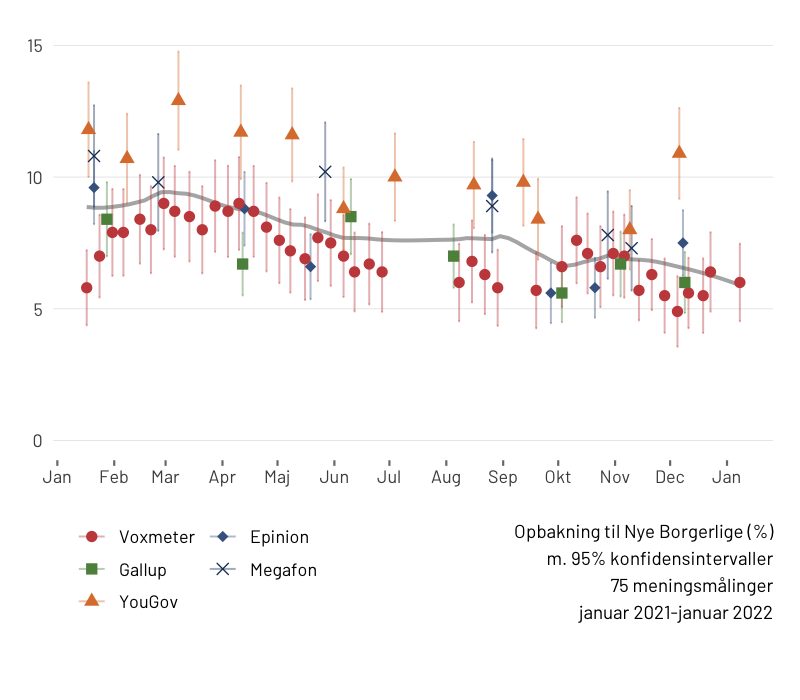 15
10
5
0
Jan Feb Mar Apr Maj Jun Jul Aug Sep Okt Nov Dec Jan
Voxmeter Epinion
Gallup Megafon
YouGov
Opbakning til Nye Borgerlige (%)
m. 95% konfidensintervaller
75 meningsmålinger
januar 2021-januar 2022